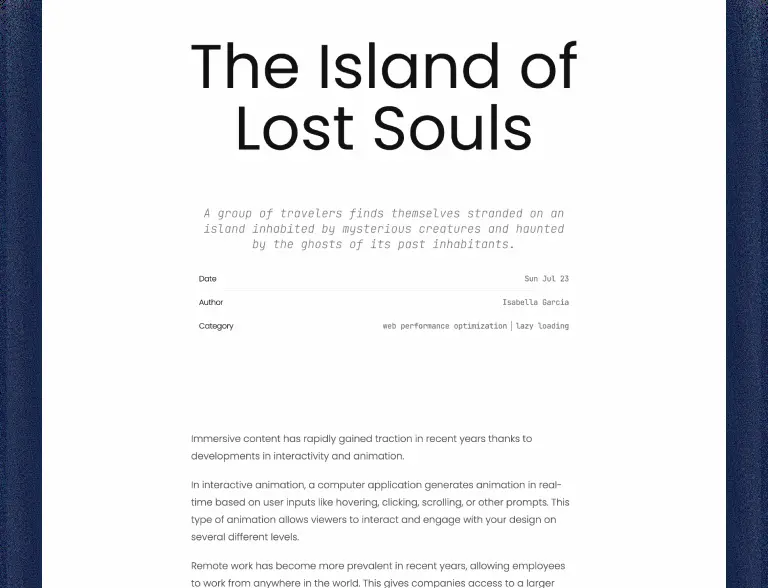 The Island of
Lost Souls
A group of travelers finds themselves stranded on an
island inhabited by mysterious creatures and haunted
by the ghosts of its past inhabitants.
Date Sun Jul 23
Author Isabella Garcia
Category web performance optimization | lazy loading
Immersive content has rapidly gained traction in recent years thanks to
developments in interactivity and animation.
In interactive animation, a computer application generates animation in real-
time based on user inputs like hovering, clicking, scrolling, or other prompts. This
type of animation allows viewers to interact and engage with your design on
several different levels.
Remote work has become more prevalent in recent years, allowing employees
to work from anywhere in the world. This gives companies access to a larger